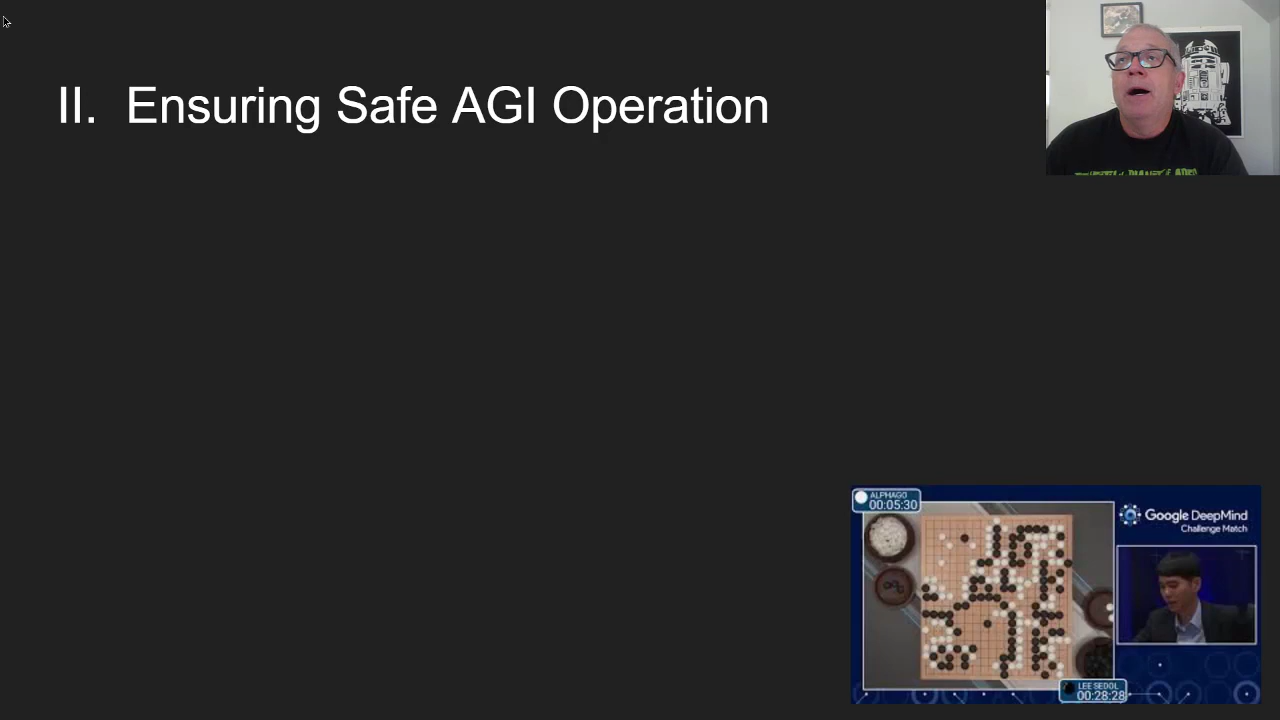 II. Ensuring Safe AGI Operation
ALPHAGO
00:05:30
Google DeepMind
Challenge Match
LEE SEDOL
00:28:28